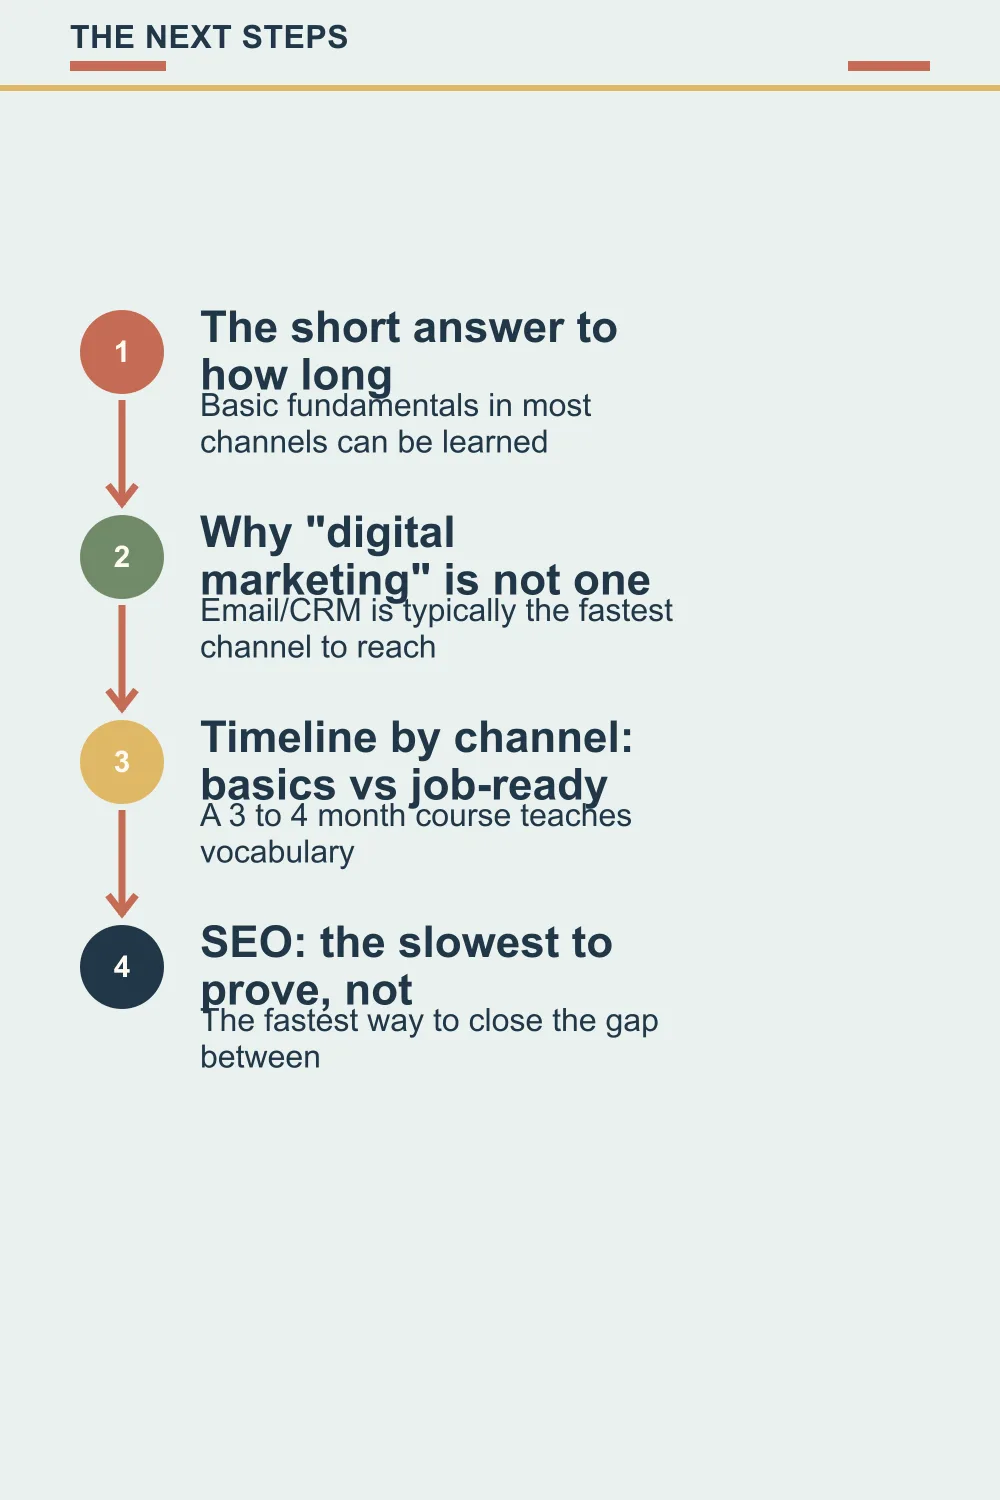 THE NEXT STEPS
1
The short answer to
how long
Basic fundamentals in most
channels can be learned
2
Why "digital
marketing" is not one
Email/CRM is typically the fastest
channel to reach
3
Timeline by channel:
basics vs job-ready
A 3 to 4 month course teaches
vocabulary
4
SEO: the slowest to
prove, not
The fastest way to close the gap
between